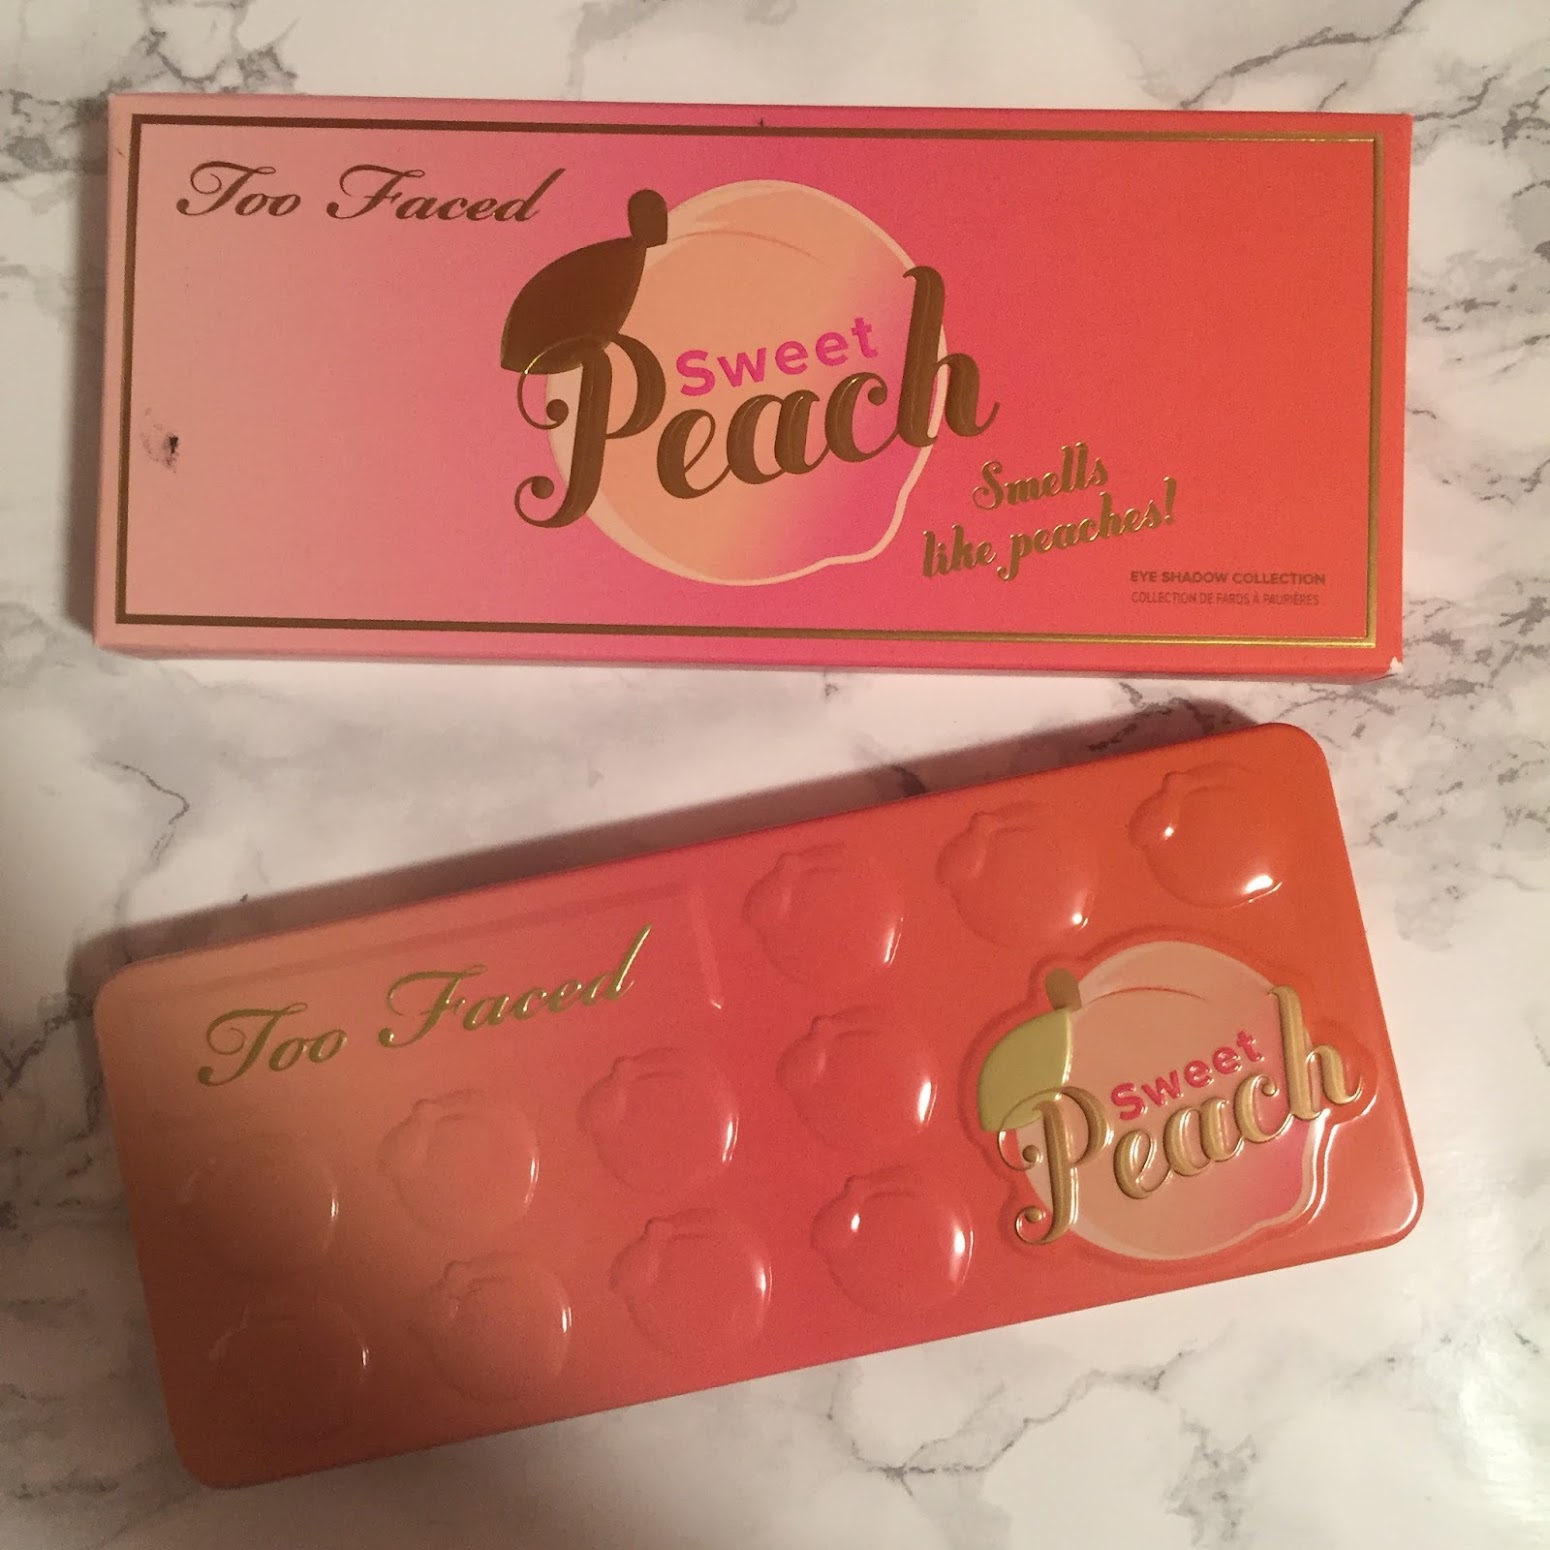 Too Faced
Sweet
Peach
Smells
like peaches!
EYE SHADOW COLLECTION
COLLECTION DE FARDS À PAUPIÈRES
Too Faced
Sweet
Peach